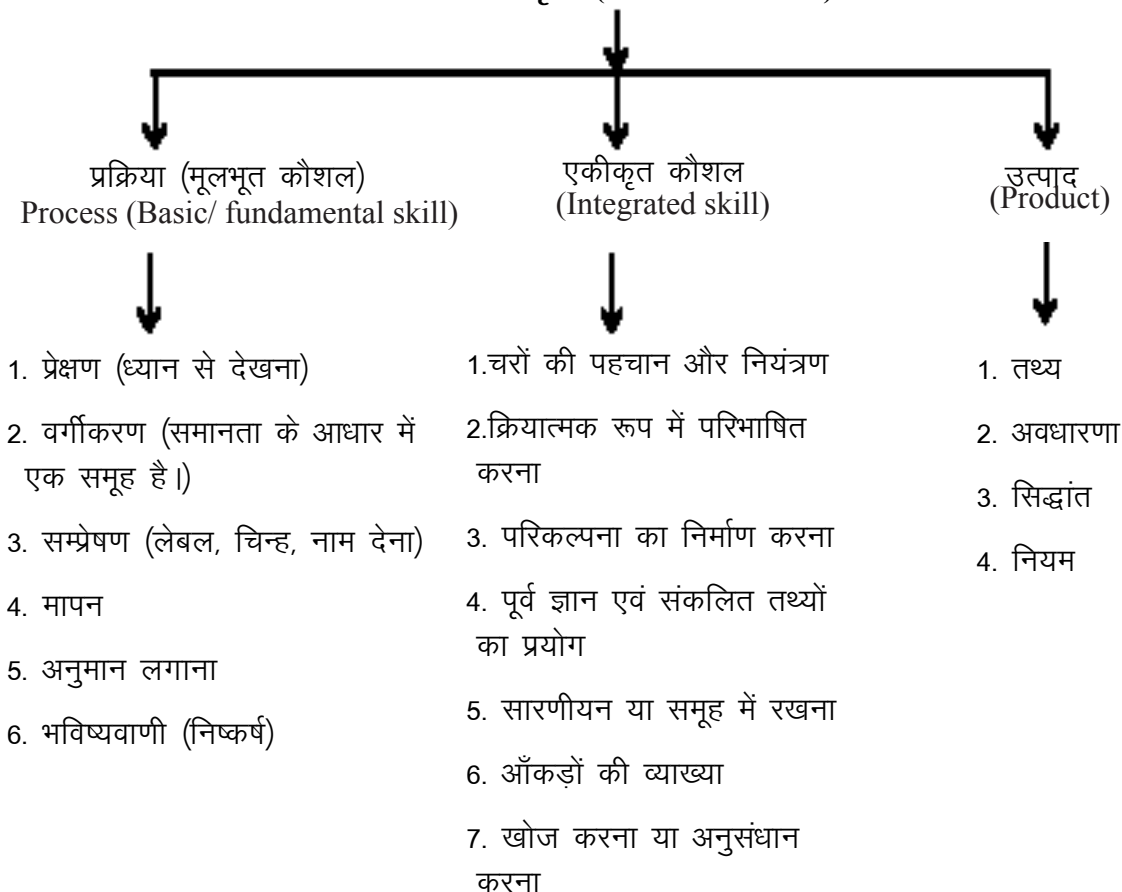 प्रक्रिया (मूलभूत कौशल)
Process (Basic/ fundamental skill)
एकीकृत कौशल
(Integrated skill)
उत्पाद
(Product)
1. प्रेक्षण (ध्यान से देखना)
2. वर्गीकरण (समानता के आधार में
एक समूह है।)
3. सम्प्रेषण (लेबल, चिन्ह, नाम देना)
4. मापन
5. अनुमान लगाना
6. भविष्यवाणी (निष्कर्ष)
1.चरों की पहचान और नियंत्रण
2.क्रियात्मक रूप में परिभाषित
करना
3. परिकल्पना का निर्माण करना
4. पूर्व ज्ञान एवं संकलित तथ्यों
का प्रयोग
5. सारणीयन या समूह में रखना
6. आँकड़ों की व्याख्या
7. खोज करना या अनुसंधान
करना
1. तथ्य
2. अवधारणा
3. सिद्धांत
4. नियम